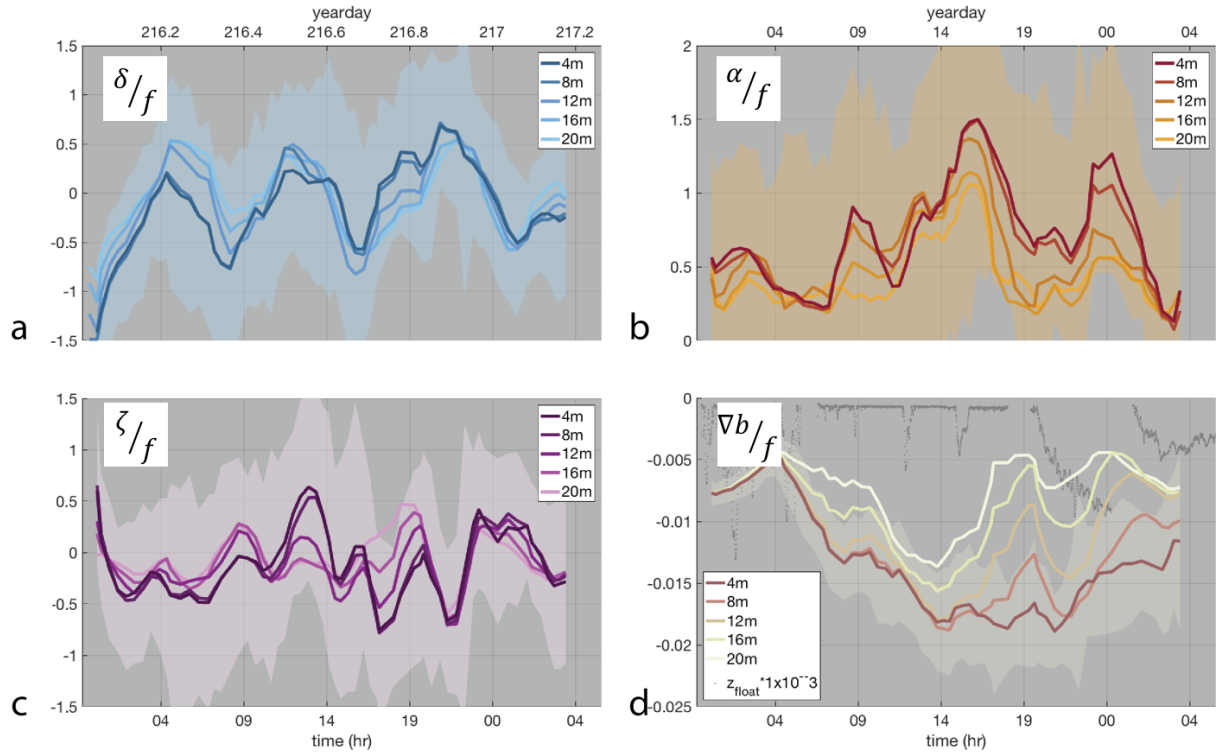 yearday
216.2 216.4 216.6 216.8 217 217.2
1.5
1
0.5
0
-0.5
-1
-1.5
δ/f
4m
8m
12m
16m
20m
a
yearday
04 09 14 19 00 04
2
1.5
1
0.5
0
α/f
4m
8m
12m
16m
20m
b
1.5
1
0.5
0
-0.5
-1
-1.5
ζ/f
4m
8m
12m
16m
20m
c
04 09 14 19 00 04
time (hr)
0
-0.005
-0.01
-0.015
-0.02
-0.025
∇b/f
4m
8m
12m
16m
20m
z_float*1x10^-3
d
04 09 14 19 00 04
time (hr)